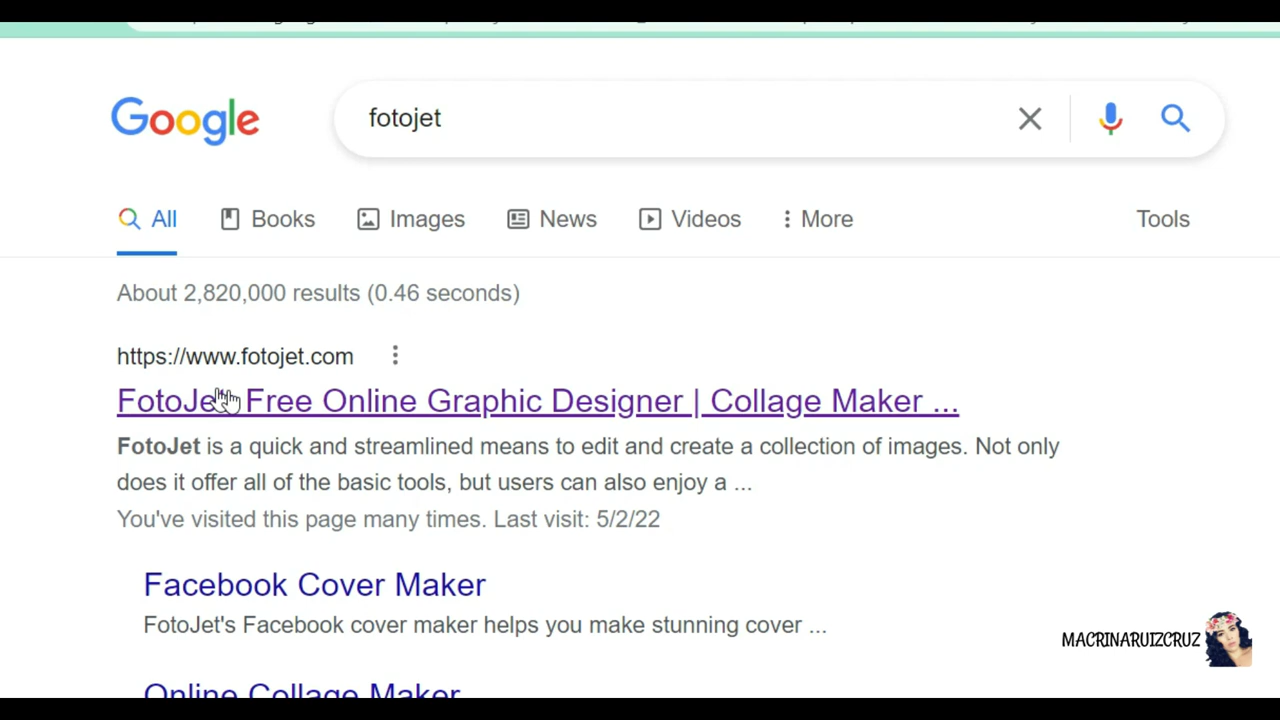 Google
fotojet
All Books Images News Videos More Tools
About 2,820,000 results (0.46 seconds)
https://www.fotojet.com
Free Online Graphic Designer | Collage Maker ...
FotoJet is a quick and streamlined means to edit and create a collection of images. Not only
does it offer all of the basic tools, but users can also enjoy a ...
You've visited this page many times. Last visit: 5/2/22
Facebook Cover Maker
FotoJet's Facebook cover maker helps you make stunning cover ...
MACRINARUIZCRUZ
Online Collage Maker